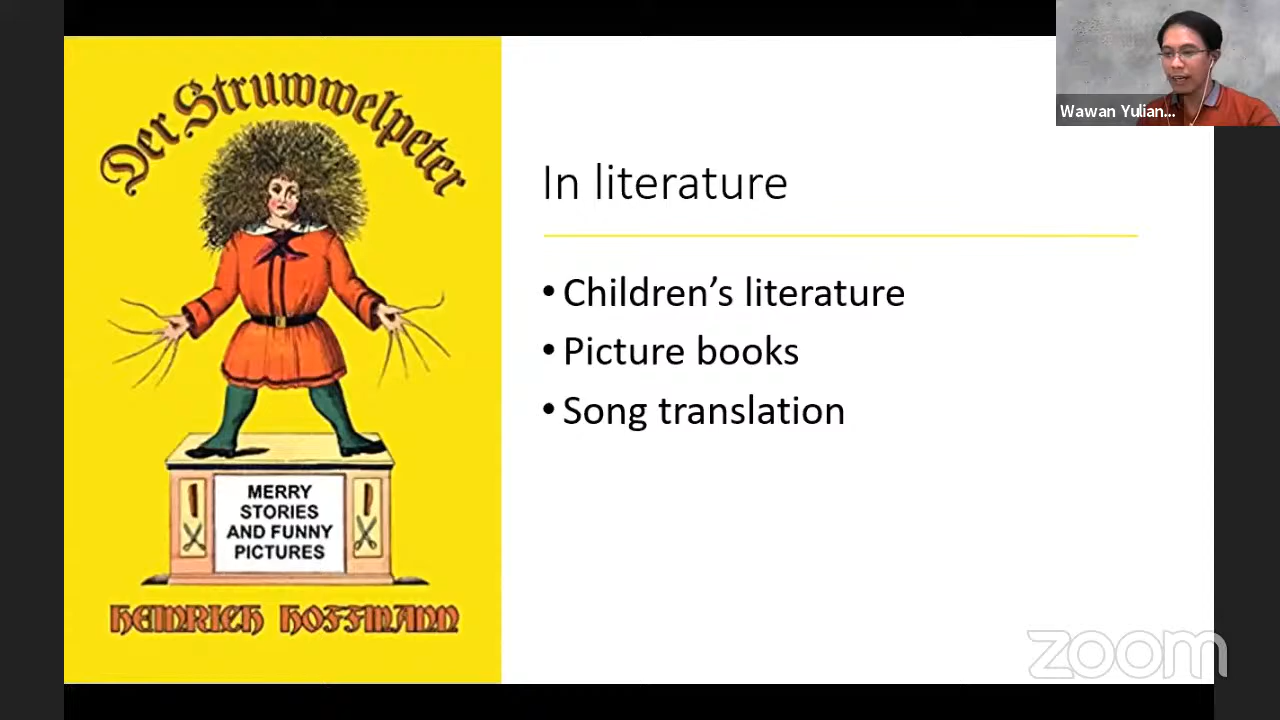 Der Struwwelpeter
MERRY
STORIES
AND FUNNY
PICTURES
HEINRICH HOFFMANN
In literature
• Children’s literature
• Picture books
• Song translation
Wawan Yulian...
zoom